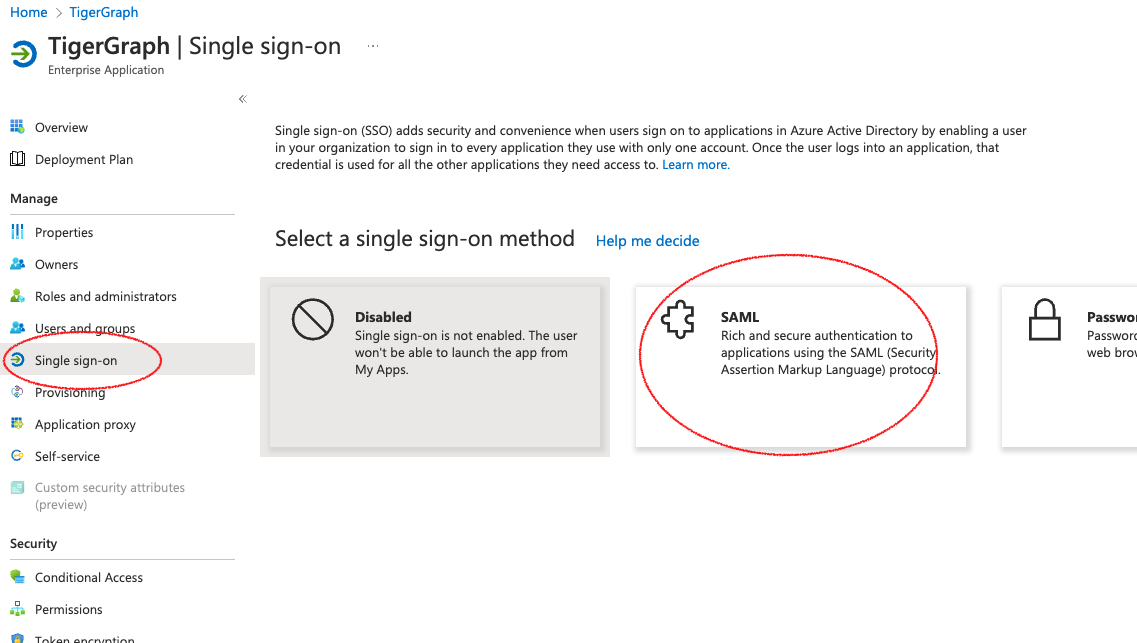 Home > TigerGraph
TigerGraph | Single sign-on ...
Enterprise Application
«
Overview
Deployment Plan
Manage
Properties
Owners
Roles and administrators
Users and groups
Single sign-on
Provisioning
Application proxy
Self-service
Custom security attributes
(preview)
Security
Conditional Access
Permissions
Token encryption
Single sign-on (SSO) adds security and convenience when users sign on to applications in Azure Active Directory by enabling a user
in your organization to sign in to every application they use with only one account. Once the user logs into an application, that
credential is used for all the other applications they need access to. Learn more.
Select a single sign-on method Help me decide
Disabled
Single sign-on is not enabled. The user
won't be able to launch the app from
My Apps.
SAML
Rich and secure authentication to
applications using the SAML (Security
Assertion Markup Language) protocol.
Passwo
Password
web brow